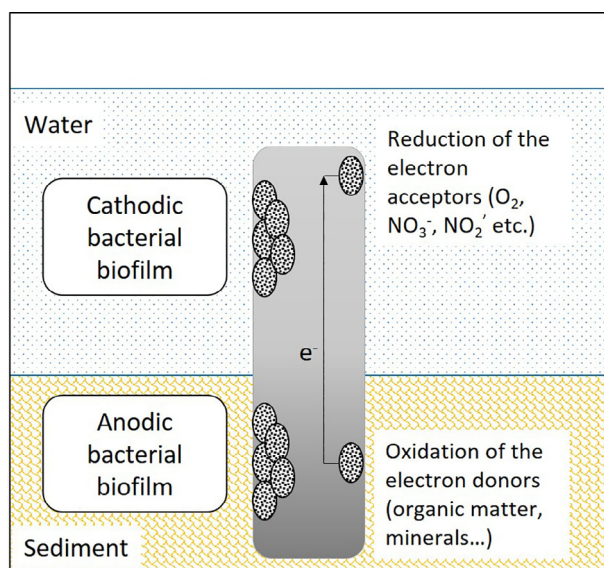 Water
Cathodic
bacterial
biofilm
Reduction of the
electron
acceptors (O₂,
NO₃⁻, NO₂′ etc.)
e⁻
Anodic
bacterial
biofilm
Oxidation of the
electron donors
(organic matter,
minerals...)
Sediment